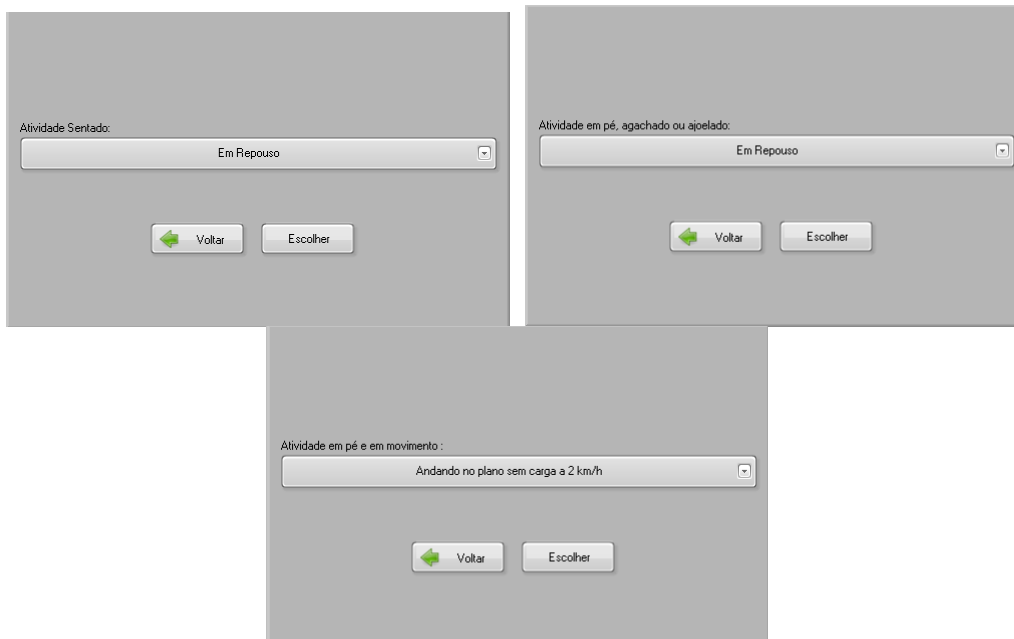 Atividade Sentado:
Em Repouso
Voltar
Escolher
Atividade em pé, agachado ou ajoelado:
Em Repouso
Voltar
Escolher
Atividade em pé e em movimento :
Andando no plano sem carga a 2 km/h
Voltar
Escolher